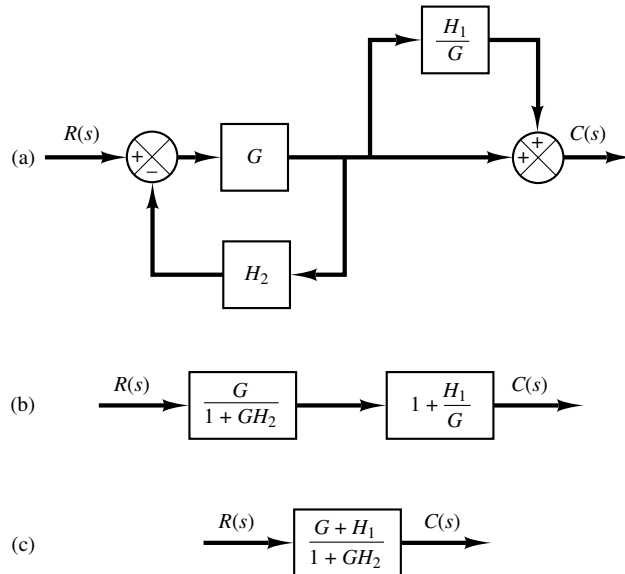 H₁
G
R(s)
C(s)
(a)
+
−
G
+
+
H₂
R(s)
C(s)
(b)
G
1 + GH₂
1 + H₁
G
R(s)
C(s)
(c)
G + H₁
1 + GH₂